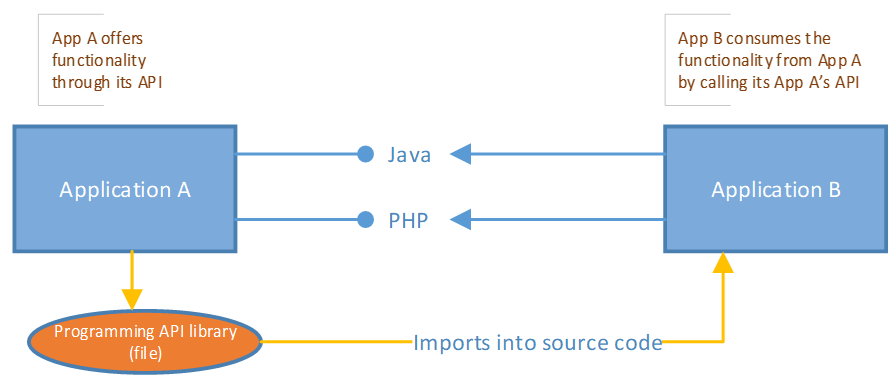 App A offers
functionality
through its API
App B consumes the
functionality from App A
by calling its App A's API
Application A
Java
PHP
Application B
Programming API library
(file)
Imports into source code